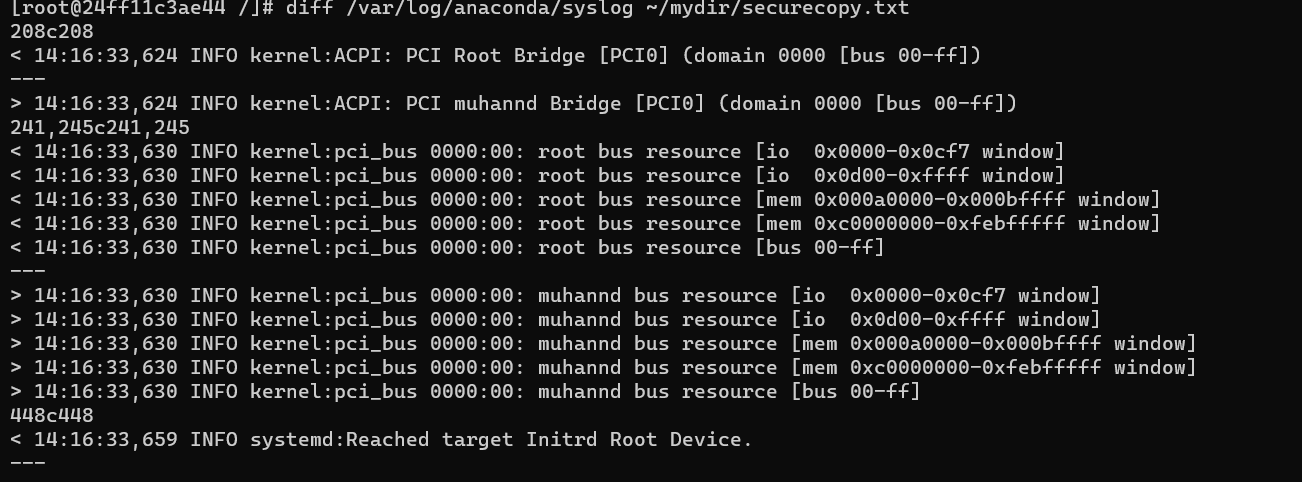 [root@24ff11c3ae44 /]# diff /var/log/anaconda/syslog ~/mydir/securecopy.txt
208c208
< 14:16:33,624 INFO kernel:ACPI: PCI Root Bridge [PCI0] (domain 0000 [bus 00-ff])
---
> 14:16:33,624 INFO kernel:ACPI: PCI muhannd Bridge [PCI0] (domain 0000 [bus 00-ff])
241,245c241,245
< 14:16:33,630 INFO kernel:pci_bus 0000:00: root bus resource [io  0x0000-0x0cf7 window]
< 14:16:33,630 INFO kernel:pci_bus 0000:00: root bus resource [io  0x0d00-0xffff window]
< 14:16:33,630 INFO kernel:pci_bus 0000:00: root bus resource [mem 0x000a0000-0x000bffff window]
< 14:16:33,630 INFO kernel:pci_bus 0000:00: root bus resource [mem 0xc0000000-0xfebfffff window]
< 14:16:33,630 INFO kernel:pci_bus 0000:00: root bus resource [bus 00-ff]
---
> 14:16:33,630 INFO kernel:pci_bus 0000:00: muhannd bus resource [io  0x0000-0x0cf7 window]
> 14:16:33,630 INFO kernel:pci_bus 0000:00: muhannd bus resource [io  0x0d00-0xffff window]
> 14:16:33,630 INFO kernel:pci_bus 0000:00: muhannd bus resource [mem 0x000a0000-0x000bffff window]
> 14:16:33,630 INFO kernel:pci_bus 0000:00: muhannd bus resource [mem 0xc0000000-0xfebfffff window]
> 14:16:33,630 INFO kernel:pci_bus 0000:00: muhannd bus resource [bus 00-ff]
448c448
< 14:16:33,659 INFO systemd:Reached target Initrd Root Device.
---